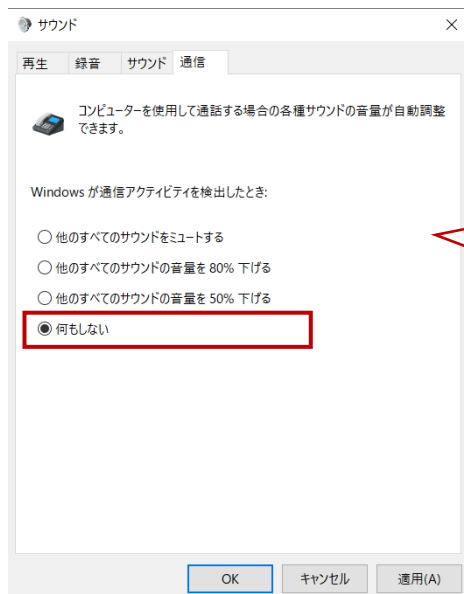 サウンド
再生 録音 サウンド 通信
コンピューターを使用して通話する場合の各種サウンドの音量が自動調整
できます。
Windows が通信アクティビティを検出したとき:
他のすべてのサウンドをミュートする
他のすべてのサウンドの音量を 80% 下げる
他のすべてのサウンドの音量を 50% 下げる
何もしない
OK キャンセル 適用(A)